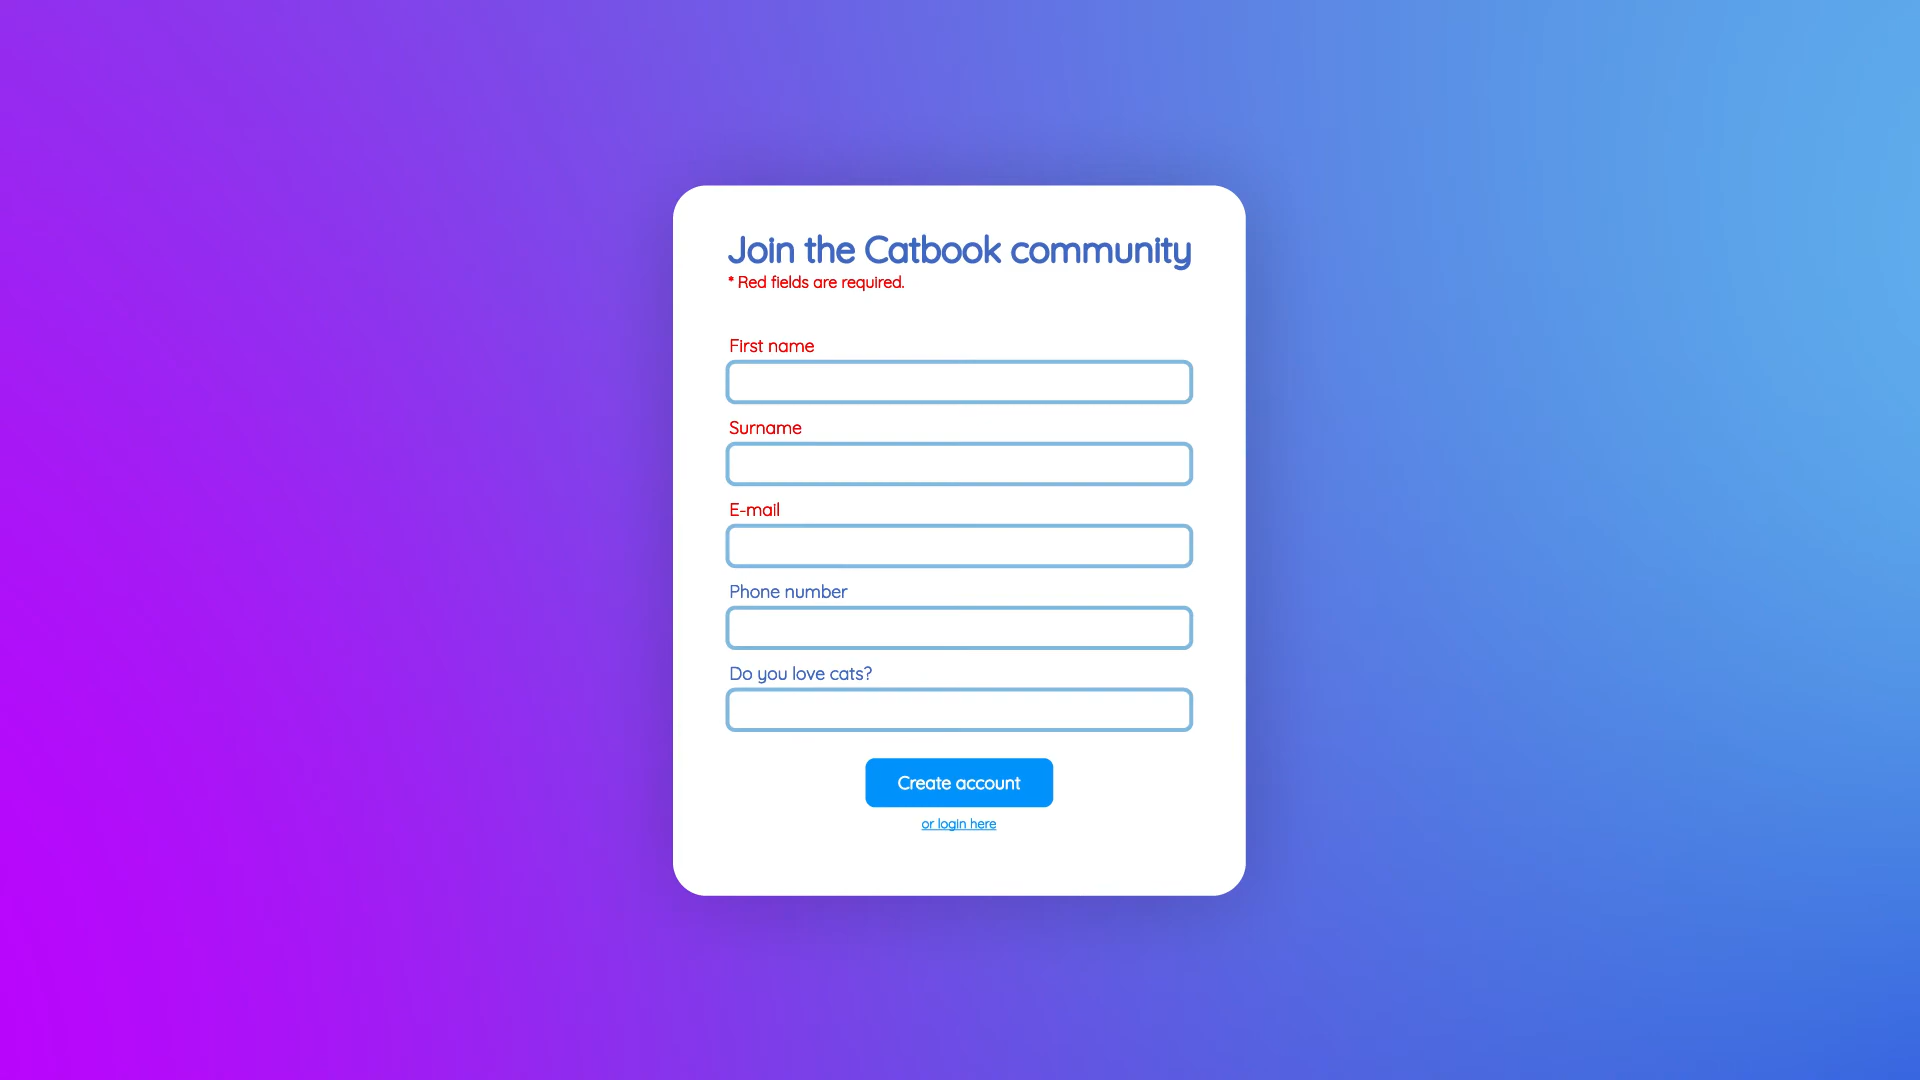 Join the Catbook community
* Red fields are required.
First name
Surname
E-mail
Phone number
Do you love cats?
Create account
or login here